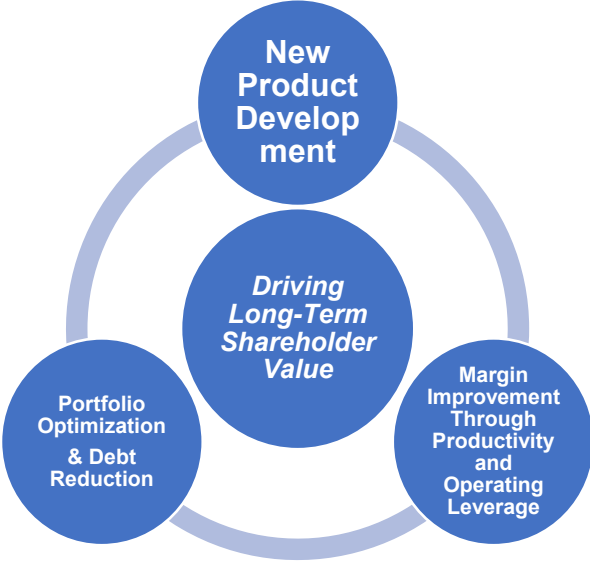 New
Product
Develop
ment
Driving
Long-Term
Shareholder
Value
Portfolio
Optimization
& Debt
Reduction
Margin
Improvement
Through
Productivity
and
Operating
Leverage